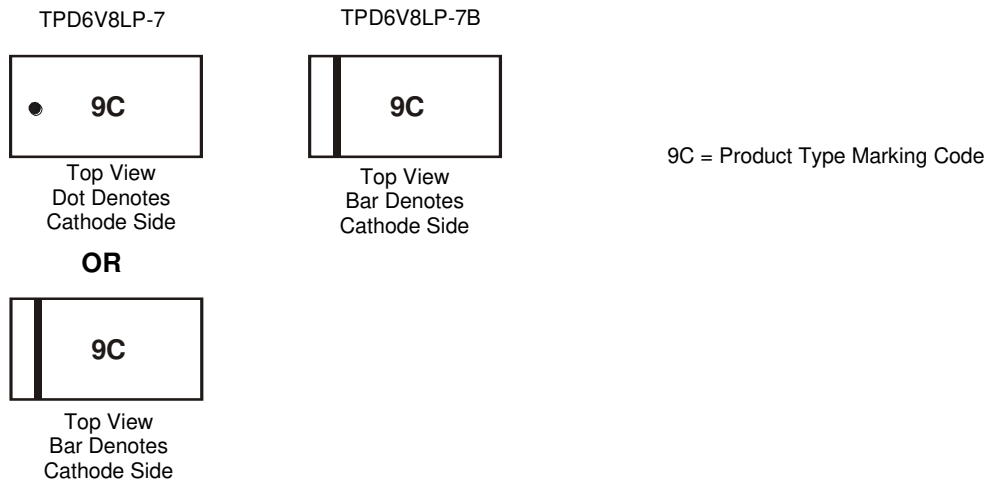 TPD6V8LP-7
9C
Top View
Dot Denotes
Cathode Side
OR
9C
Top View
Bar Denotes
Cathode Side
TPD6V8LP-7B
9C
Top View
Bar Denotes
Cathode Side
9C = Product Type Marking Code